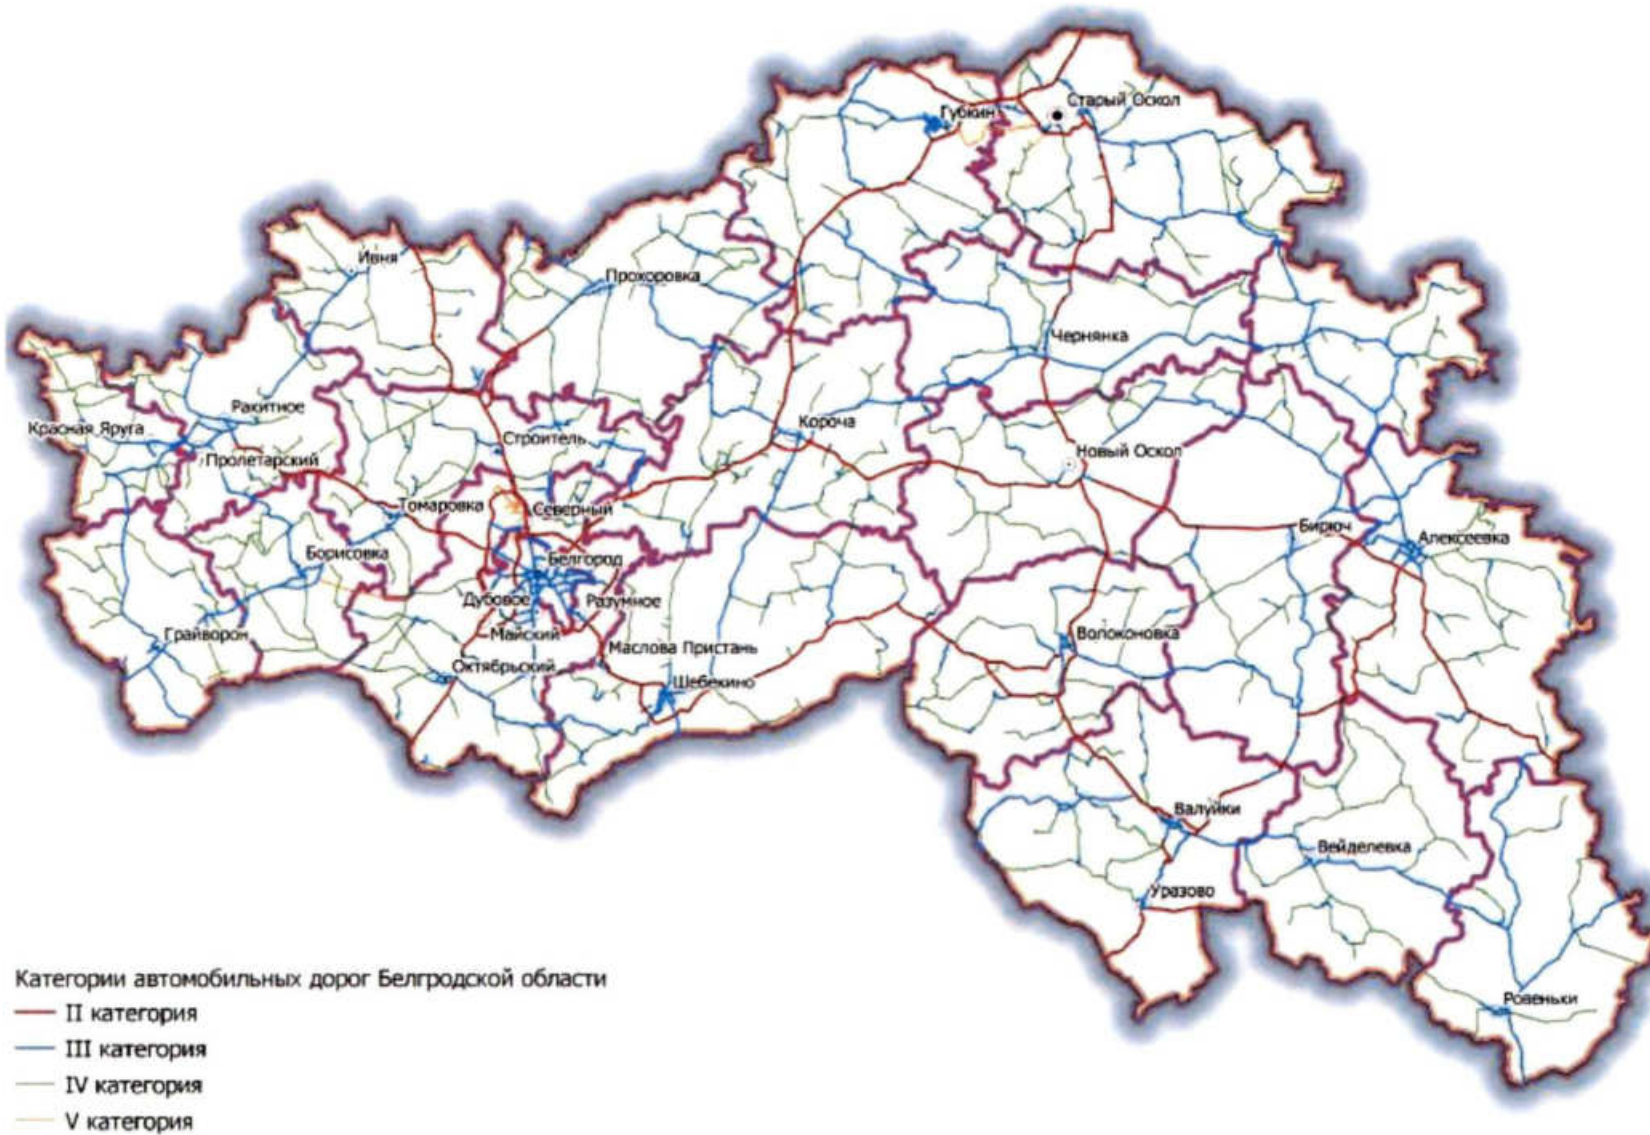 Старый Оскол
Губкин
Ивня
Прохоровка
Чернянка
Ракитное
Красная Яруга
Короча
Строитель
Новый Оскол
Пролетарский
Томаровка
Северный
Бирюч
Алексеевка
Борисовка
Белгород
Дубовое
Разумное
Грайворон
Майский
Волоконовка
Маслова Пристань
Октябрьский
Шебекино
Валуйки
Вейделевка
Уразово
Ровеньки
Категории автомобильных дорог Белгродской области
II категория
III категория
IV категория
V категория